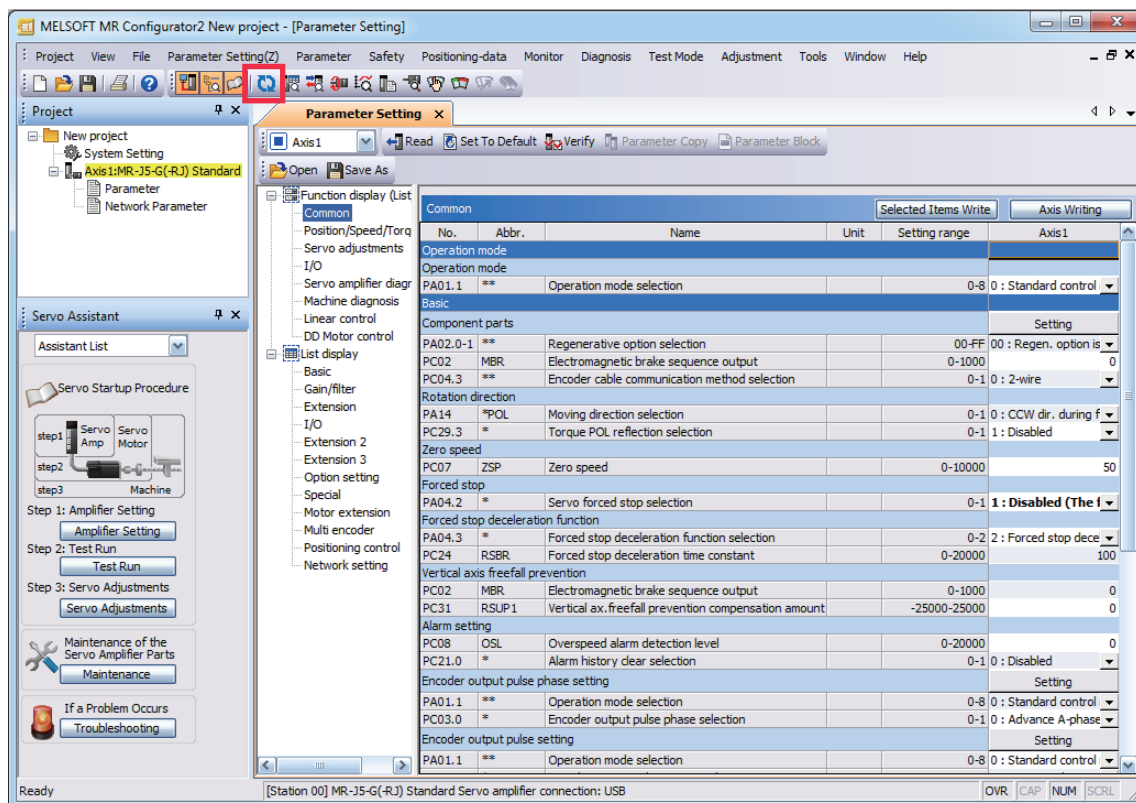 MELSOFT MR Configurator2 New project - [Parameter Setting]
Project View File Parameter Setting(Z) Parameter Safety Positioning-data Monitor Diagnosis Test Mode Adjustment Tools Window Help
Project
New project
System Setting
Axis1:MR-J5-G(-RJ) Standard
Parameter
Network Parameter
Servo Assistant
Assistant List
Servo Startup Procedure
step1
Servo Amp
Servo Motor
step2
step3
Machine
Step 1: Amplifier Setting
Amplifier Setting
Step 2: Test Run
Test Run
Step 3: Servo Adjustments
Servo Adjustments
Maintenance of the
Servo Amplifier Parts
Maintenance
If a Problem Occurs
Troubleshooting
Parameter Setting
Axis1 Read Set To Default Verify Parameter Copy Parameter Block
Open Save As
Function display (List
Common
Position/Speed/Torq
Servo adjustments
I/O
Servo amplifier diagr
Machine diagnosis
Linear control
DD Motor control
List display
Basic
Gain/filter
Extension
I/O
Extension 2
Extension 3
Option setting
Special
Motor extension
Multi encoder
Positioning control
Network setting
Common Selected Items Write Axis Writing
No. Abbr. Name Unit Setting range Axis1
Operation mode
Operation mode
PA01.1 ** Operation mode selection 0-8 0 : Standard control
Basic
Component parts Setting
PA02.0-1 ** Regenerative option selection 00-FF 00 : Regen. option is
PC02 MBR Electromagnetic brake sequence output 0-1000 0
PC04.3 ** Encoder cable communication method selection 0-1 0 : 2-wire
Rotation direction
PA14 *POL Moving direction selection 0-1 0 : CCW dir. during f
PC29.3 * Torque POL reflection selection 0-1 1 : Disabled
Zero speed
PC07 ZSP Zero speed 0-10000 50
Forced stop
PA04.2 * Servo forced stop selection 0-1 1 : Disabled (The f
Forced stop deceleration function
PA04.3 * Forced stop deceleration function selection 0-2 2 : Forced stop dece
PC24 RSBR Forced stop deceleration time constant 0-20000 100
Vertical axis freefall prevention
PC02 MBR Electromagnetic brake sequence output 0-1000 0
PC31 RSUP1 Vertical ax.freefall prevention compensation amount -25000-25000 0
Alarm setting
PC08 OSL Overspeed alarm detection level 0-20000 0
PC21.0 * Alarm history clear selection 0-1 0 : Disabled
Encoder output pulse phase setting Setting
PA01.1 ** Operation mode selection 0-8 0 : Standard control
PC03.0 * Encoder output pulse phase selection 0-1 0 : Advance A-phase
Encoder output pulse setting Setting
PA01.1 ** Operation mode selection 0-8 0 : Standard control
Ready [Station 00] MR-J5-G(-RJ) Standard Servo amplifier connection: USB OVR CAP NUM SCRL